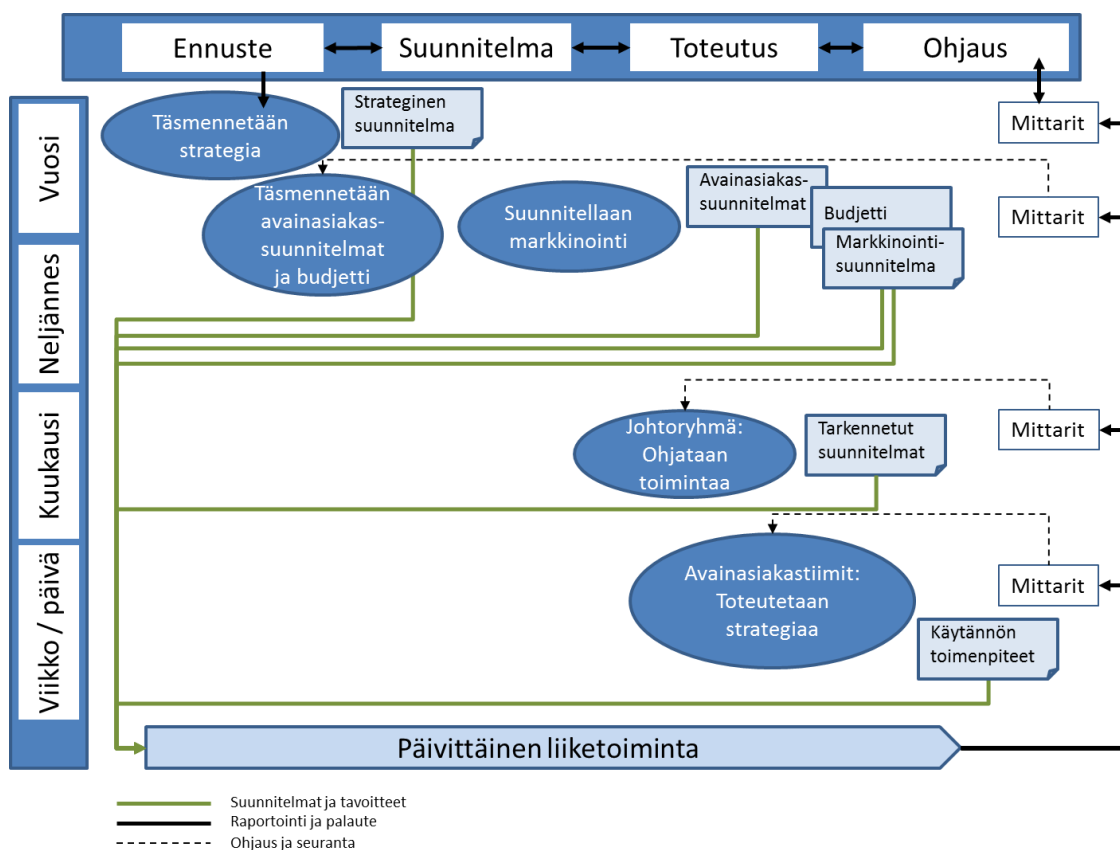 Ennuste
Suunnitelma
Toteutus
Ohjaus
Vuosi
Neljännes
Kuukausi
Viikko / päivä
Täsmennetään
strategia
Strateginen
suunnitelma
Mittarit
Täsmennetään
avainasiakas-
suunnitelmat
ja budjetti
Suunnitellaan
markkinointi
Avainasiakas-
suunnitelmat
Budjetti
Markkinointi-
suunnitelma
Mittarit
Johtoryhmä:
Ohjataan
toimintaa
Tarkennetut
suunnitelmat
Mittarit
Avainasiakastiimit:
Toteutetaan
strategiaa
Mittarit
Käytännön
toimenpiteet
Päivittäinen liiketoiminta
Suunnitelmat ja tavoitteet
Raportointi ja palaute
Ohjaus ja seuranta